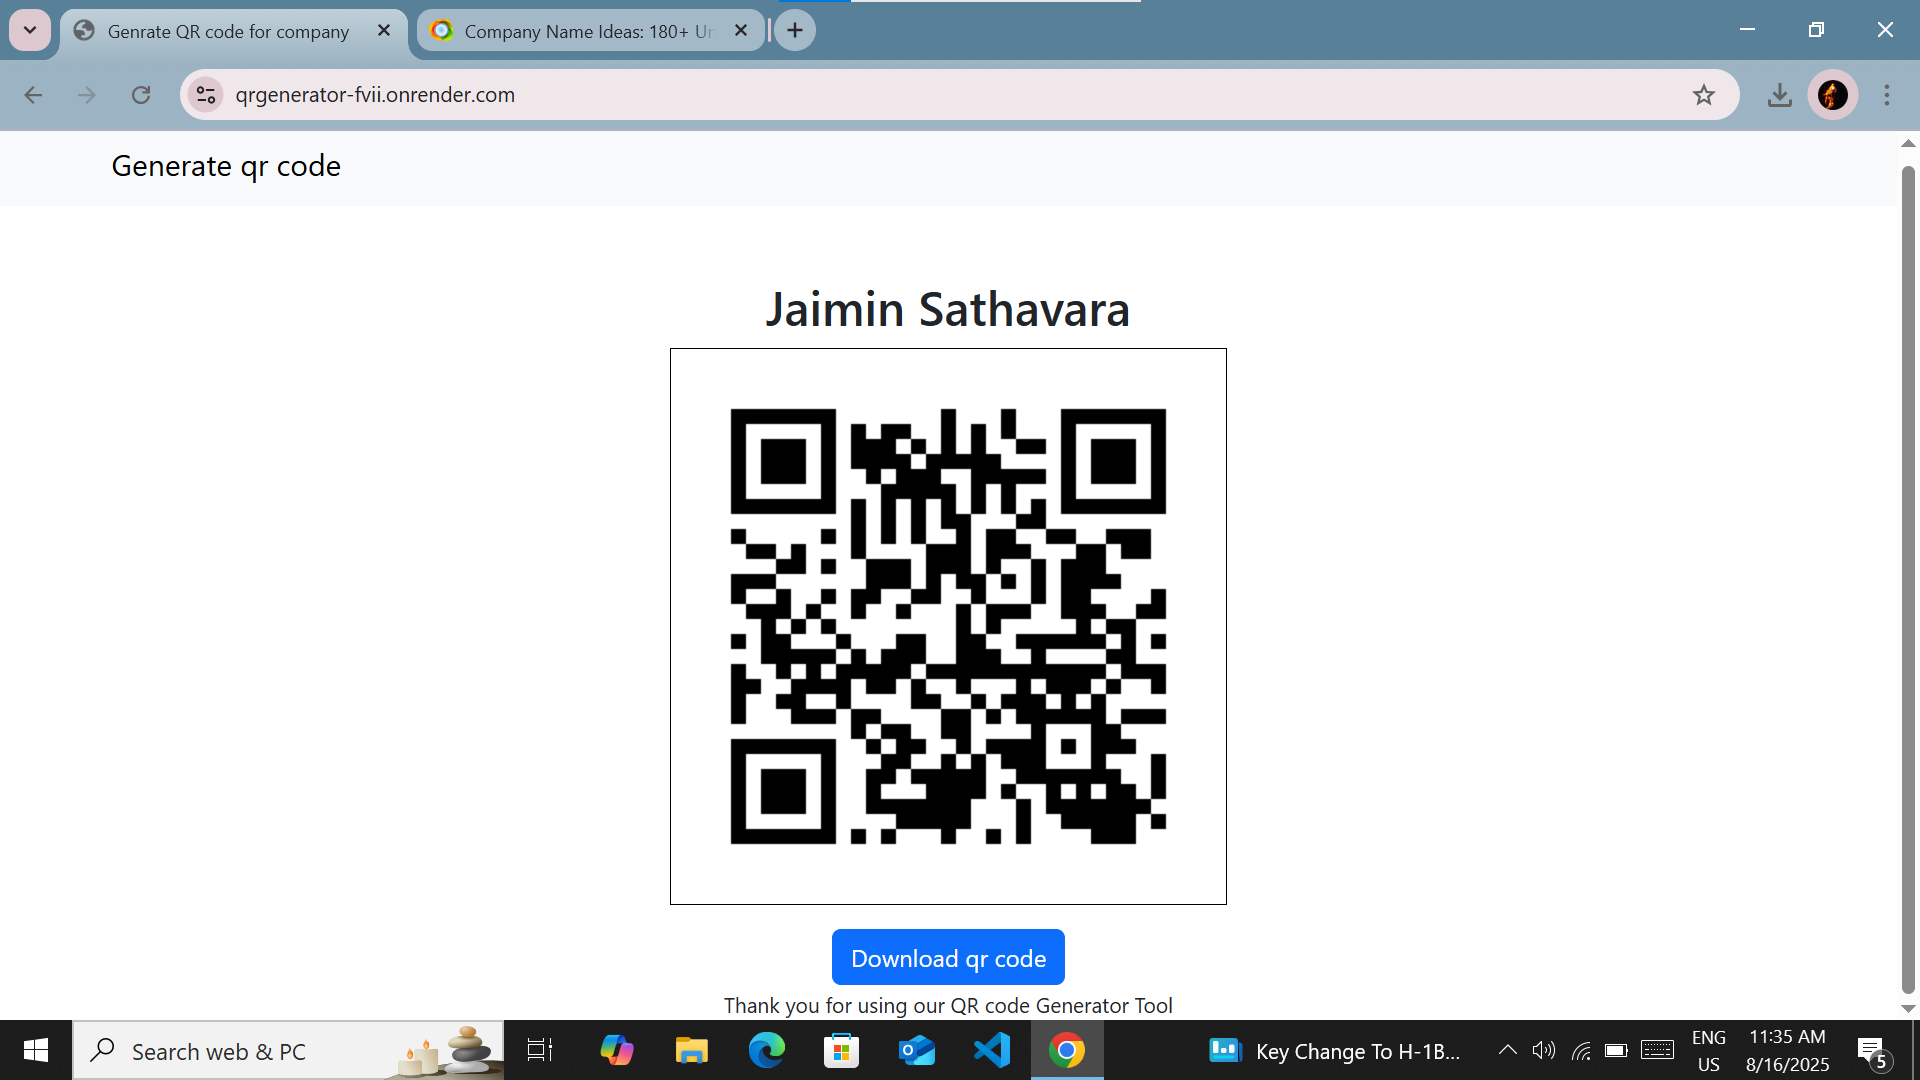 Genrate QR code for company
Company Name Ideas: 180+ Un
qrgenerator-fvii.onrender.com
Generate qr code
Jaimin Sathavara
Download qr code
Thank you for using our QR code Generator Tool
Search web & PC
Key Change To H-1B...
ENG
US
11:35 AM
8/16/2025
5